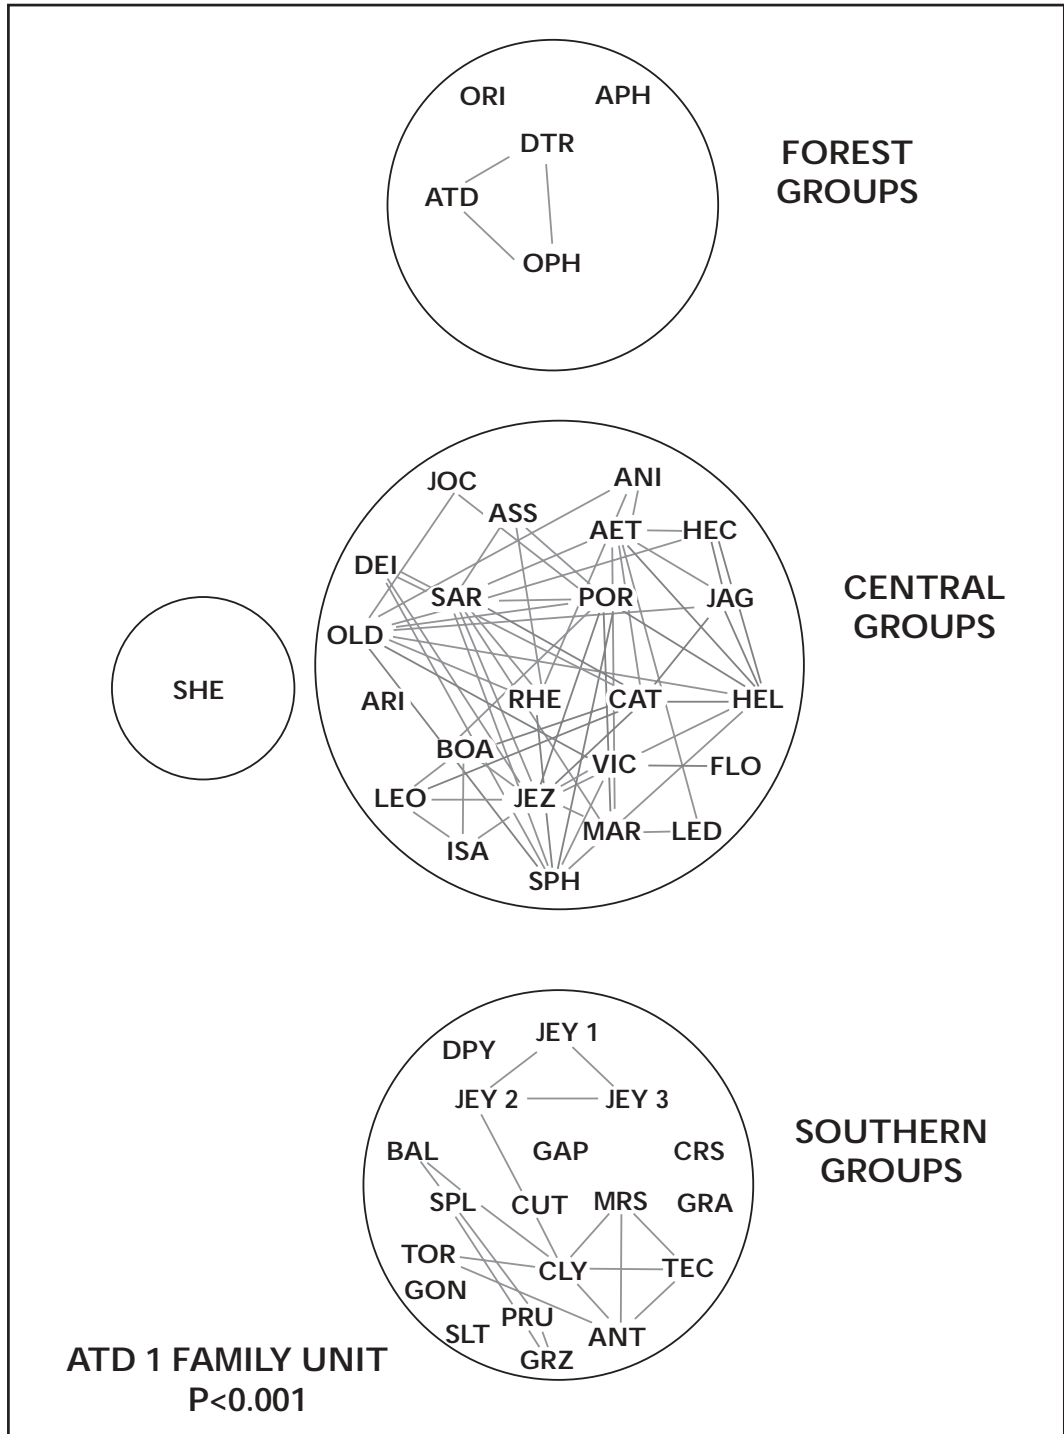 ORI APH
DTR
ATD
OPH
FOREST
GROUPS
JOC ANI
ASS
AET HEC
DEI
SAR POR JAG
OLD
ARI RHE CAT HEL
BOA
VIC FLO
LEO JEZ
MAR LED
ISA
SPH
CENTRAL
GROUPS
SHE
JEY 1
DPY
JEY 2 JEY 3
BAL GAP CRS
SPL CUT MRS GRA
TOR
CLY TEC
GON
PRU
SLT ANT
GRZ
SOUTHERN
GROUPS
ATD 1 FAMILY UNIT
P<0.001